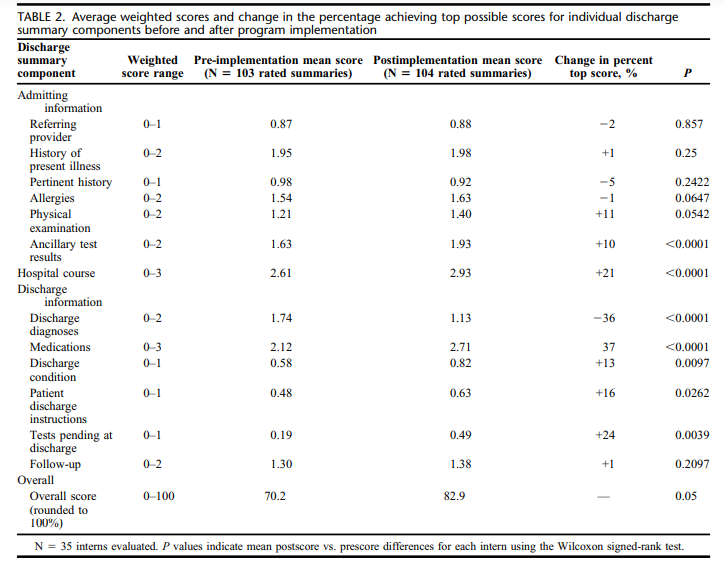 TABLE 2. Average weighted scores and change in the percentage achieving top possible scores for individual discharge
summary components before and after program implementation
Discharge
summary Weighted Pre-implementation mean score Postimplementation mean score Change in percent
component score range (N = 103 rated summaries) (N = 104 rated summaries) top score, % P
Admitting
information
Referring 0–1 0.87 0.88 −2 0.857
provider
History of 0–2 1.95 1.98 +1 0.25
present illness
Pertinent history 0–1 0.98 0.92 −5 0.2422
Allergies 0–2 1.54 1.63 −1 0.0647
Physical 0–2 1.21 1.40 +11 0.0542
examination
Ancillary test 0–2 1.63 1.93 +10 <0.0001
results
Hospital course 0–3 2.61 2.93 +21 <0.0001
Discharge
information
Discharge 0–2 1.74 1.13 −36 <0.0001
diagnoses
Medications 0–3 2.12 2.71 37 <0.0001
Discharge 0–1 0.58 0.82 +13 0.0097
condition
Patient 0–1 0.48 0.63 +16 0.0262
discharge
instructions
Tests pending at 0–1 0.19 0.49 +24 0.0039
discharge
Follow-up 0–2 1.30 1.38 +1 0.2097
Overall
Overall score 0–100 70.2 82.9 — 0.05
(rounded to
100%)
N = 35 interns evaluated. P values indicate mean postscore vs. prescore differences for each intern using the Wilcoxon signed-rank test.